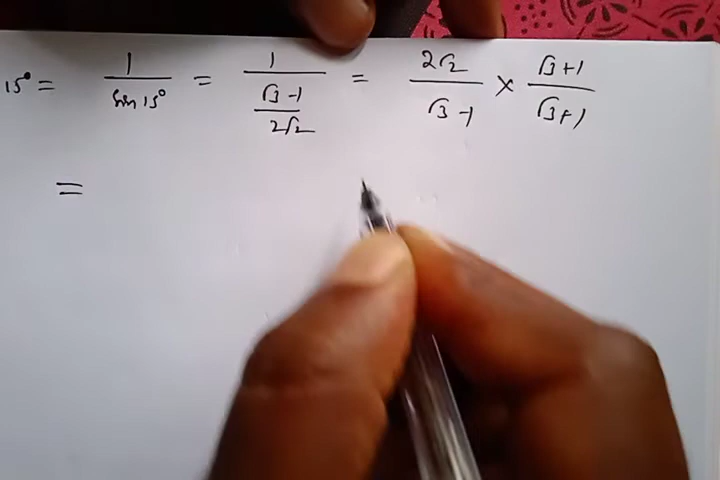 15° = 1/sin 15° = 1/((√3 -1)/(2√2)) = 2√2/(√3 -1) × (√3 +1)/(√3 +1)
=